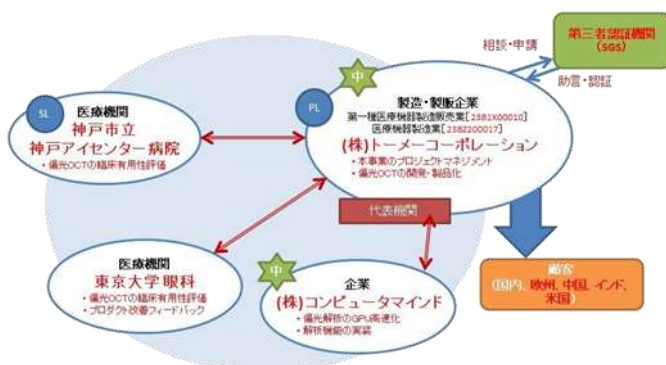 第三者認証機関
(SGS)
相談・申請
助言・認証
中
PL
製造・製販企業
第一種医療機器製造販売業[2381X00010]
医療機器製造業[2382200017]
(株)トーメーコーポレーション
・本事業のプロジェクトマネジメント
・偏光OCTの開発・製品化
代表機関
SL
医療機関
神戸市立
神戸アイセンター病院
・偏光OCTの臨床有用性評価
医療機関
東京大学眼科
・偏光OCTの臨床有用性評価
・プロダクト改善フィードバック
中
企業
(株)コンピュータマインド
・偏光解析のGPU高速化
・解析機能の実装
顧客
(国内、欧州、中国、インド、
米国)